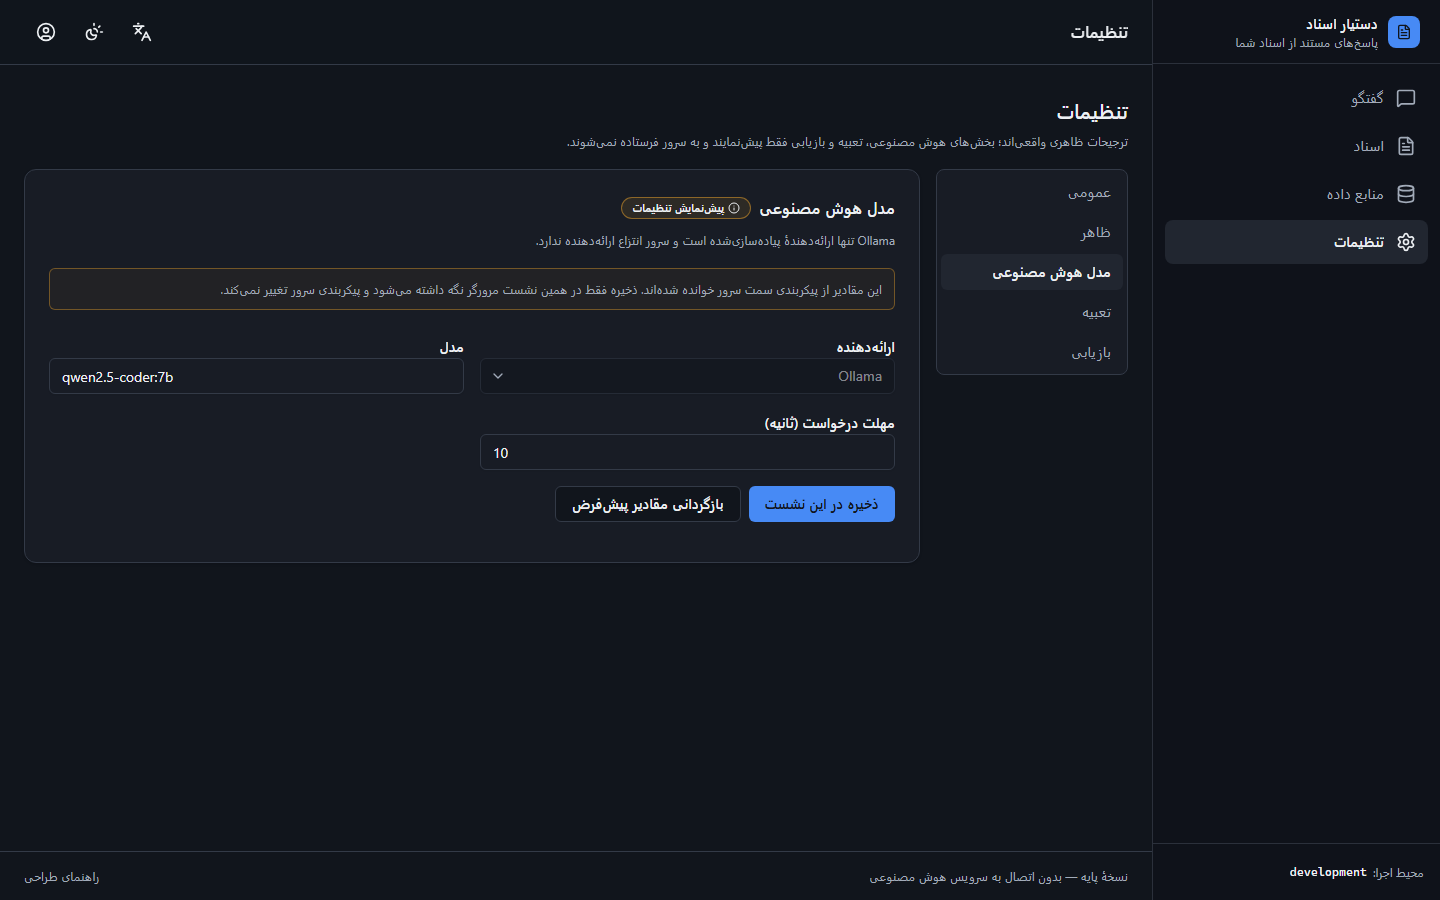 دستیار اسناد
پاسخ‌های مستند از اسناد شما
گفتگو
اسناد
منابع داده
تنظیمات
محیط اجرا: development
تنظیمات
تنظیمات
ترجیحات ظاهری واقعی‌اند؛ بخش‌های هوش مصنوعی، تعبیه و بازیابی فقط پیش‌نمایند و به سرور فرستاده نمی‌شوند.
عمومی
ظاهر
مدل هوش مصنوعی
تعبیه
بازیابی
مدل هوش مصنوعی پیش‌نمایش تنظیمات
Ollama تنها ارائه‌دهندهٔ پیاده‌سازی‌شده است و سرور انتزاع ارائه‌دهنده ندارد.
این مقادیر از پیکربندی سمت سرور خوانده شده‌اند. ذخیره فقط در همین نشست مرورگر نگه داشته می‌شود و پیکربندی سرور تغییر نمی‌کند.
ارائه‌دهنده
Ollama
مدل
qwen2.5-coder:7b
مهلت درخواست (ثانیه)
10
ذخیره در این نشست
بازگردانی مقادیر پیش‌فرض
نسخهٔ پایه — بدون اتصال به سرویس هوش مصنوعی
راهنمای طراحی